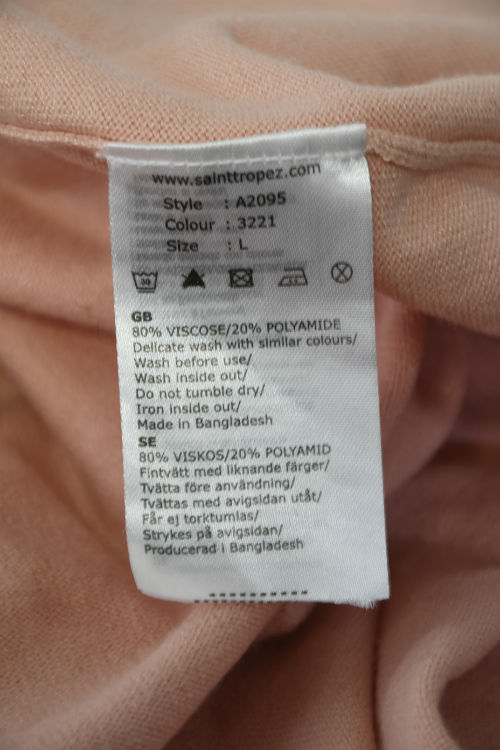 www.sainttropez.com
Style : A2095
Colour : 3221
Size : L
30
GB
80% VISCOSE/20% POLYAMIDE
Delicate wash with similar colours/
Wash before use/
Wash inside out/
Do not tumble dry/
Iron inside out/
Made in Bangladesh
SE
80% VISKOS/20% POLYAMID
Fintvätt med liknande färger/
Tvätta före användning/
Tvättas med avigsidan utåt/
Får ej torktumlas/
Strykes på avigsidan/
Producerad i Bangladesh